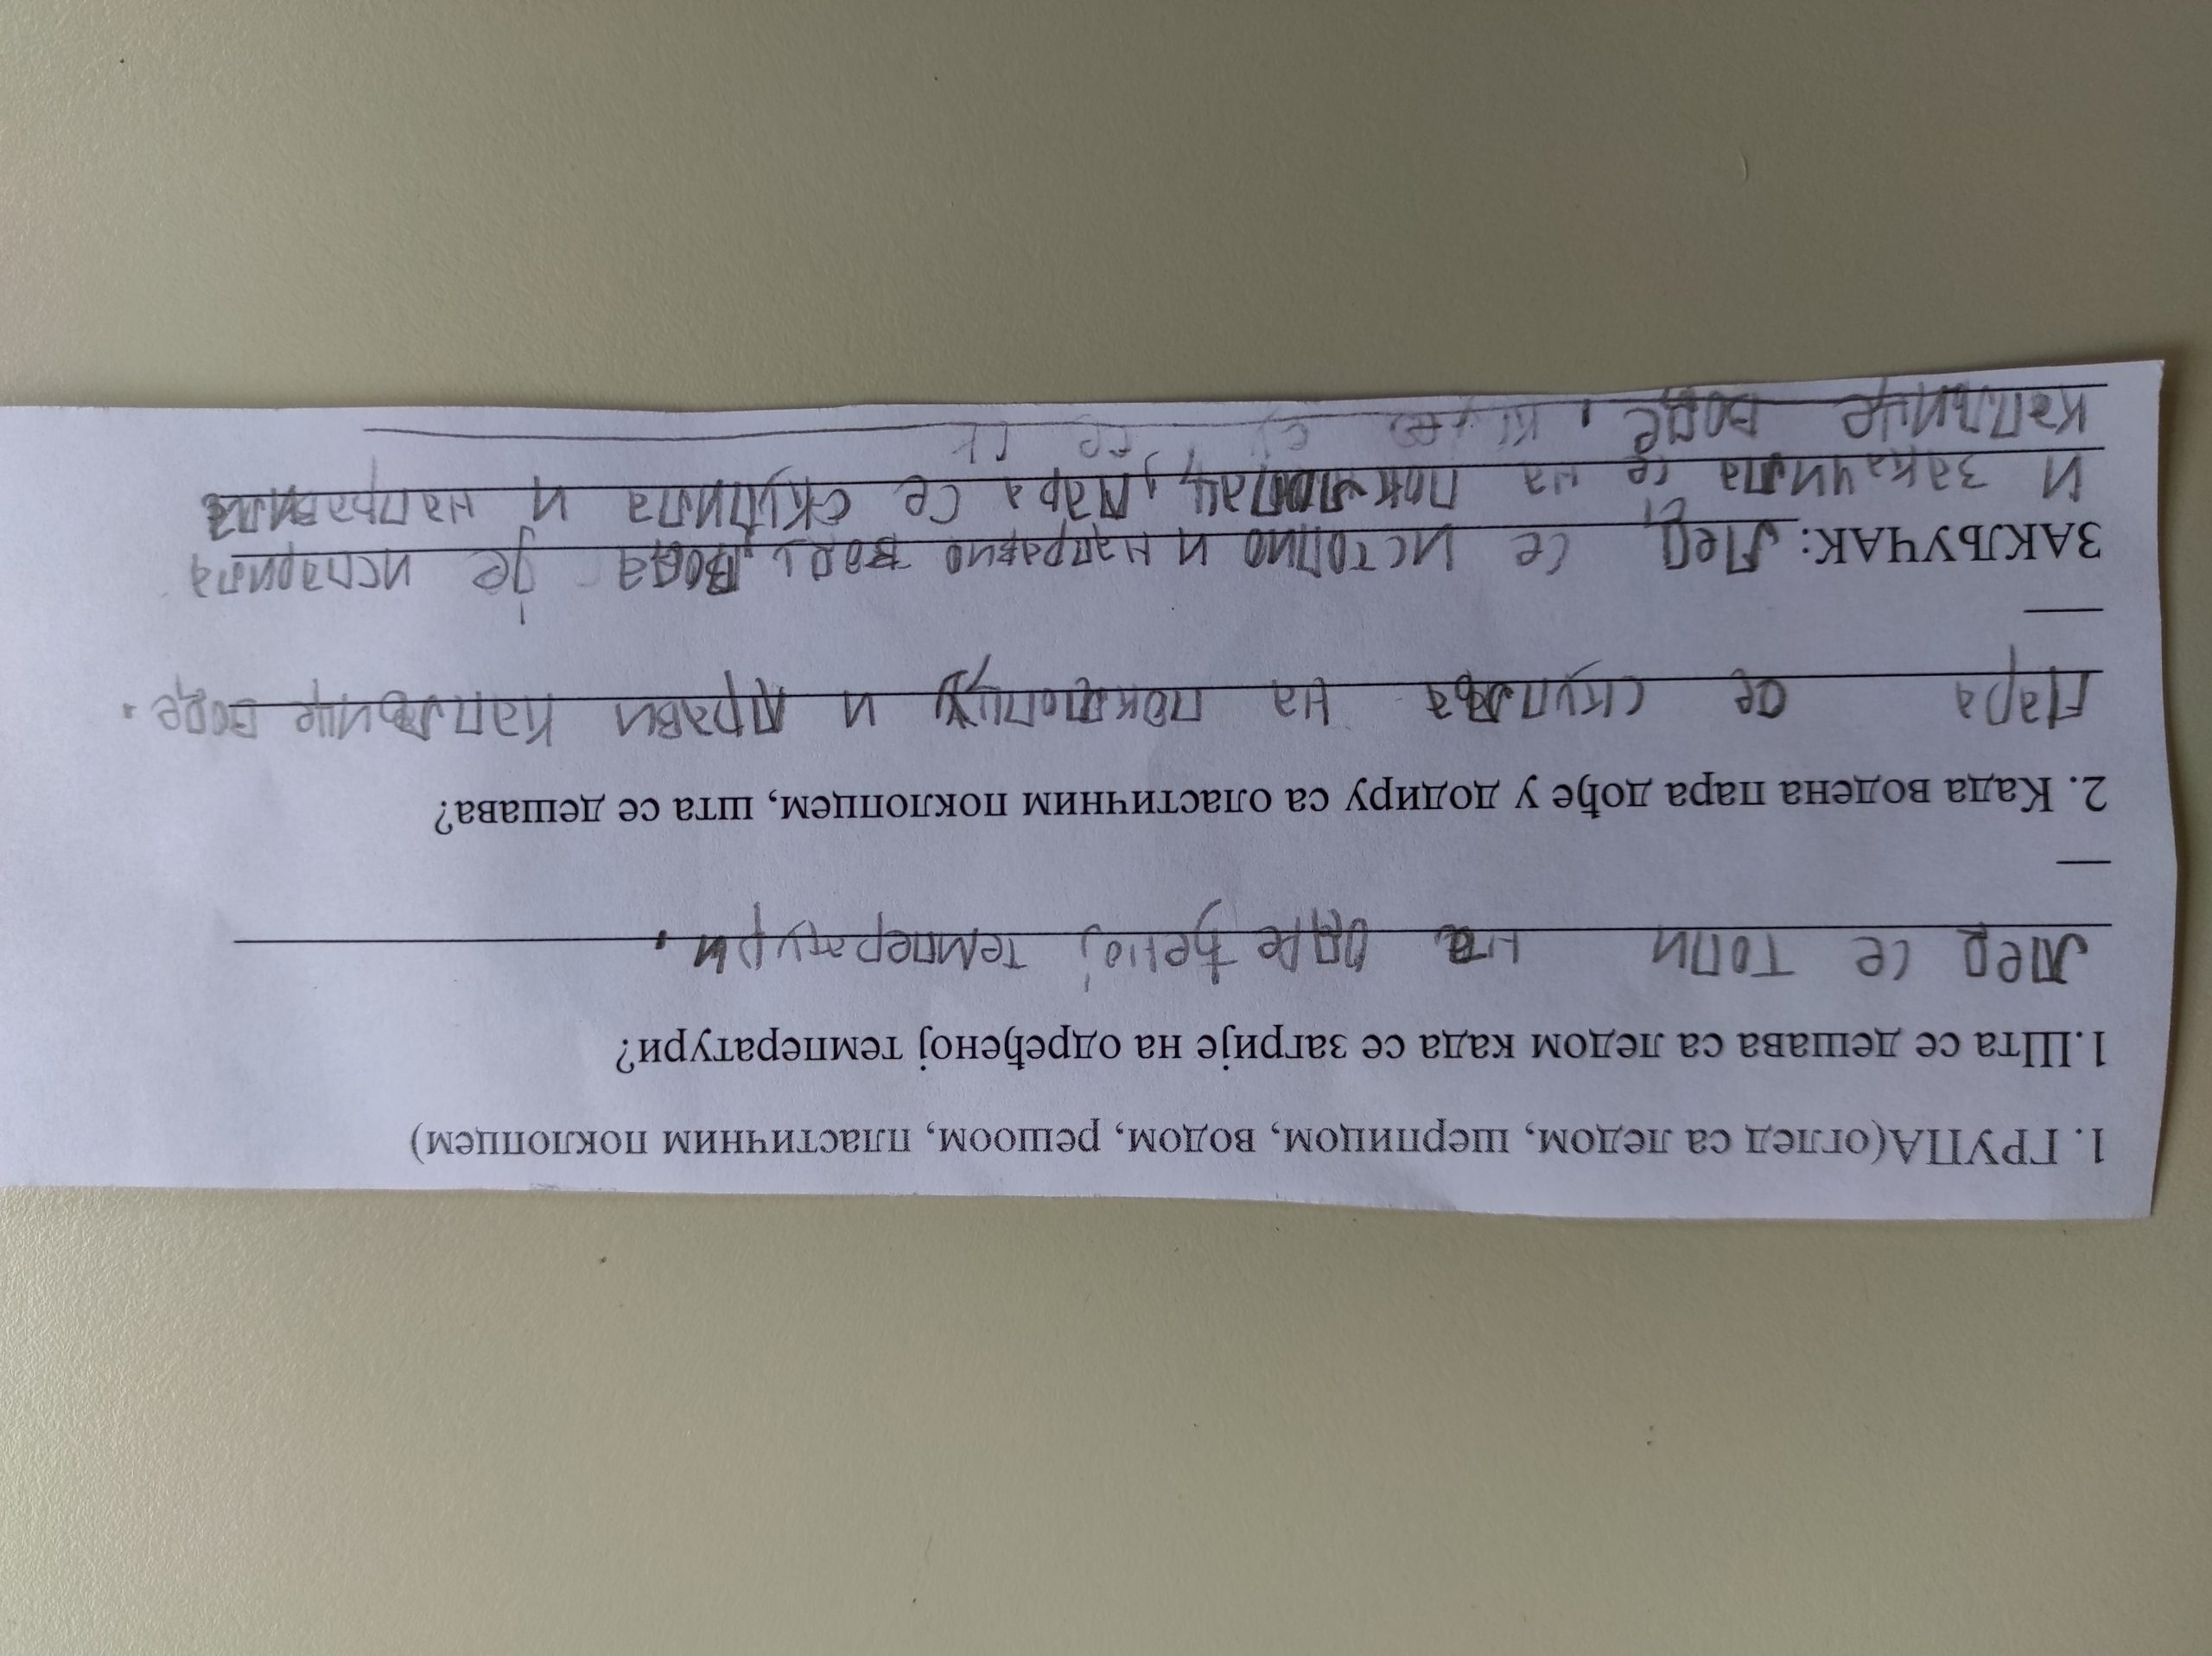 1. ГРУПА(оглед са ледом, шерпицом, водом, решоом, пластичним поклопцем)
1.Шта се дешава са ледом када се загрије на одређеној температури?
Лед се топи на одређеној температури.
2. Када водена пара дође у додиру са оластичним поклопцем, шта се дешава?
Пара се скупља на поклопцу и прави капљице воде.
ЗАКЉУЧАК: Лед се истопио и направио воду. Вода је испарила
и закачила се на поклопац, пара се скупила и направила
капљице воде.